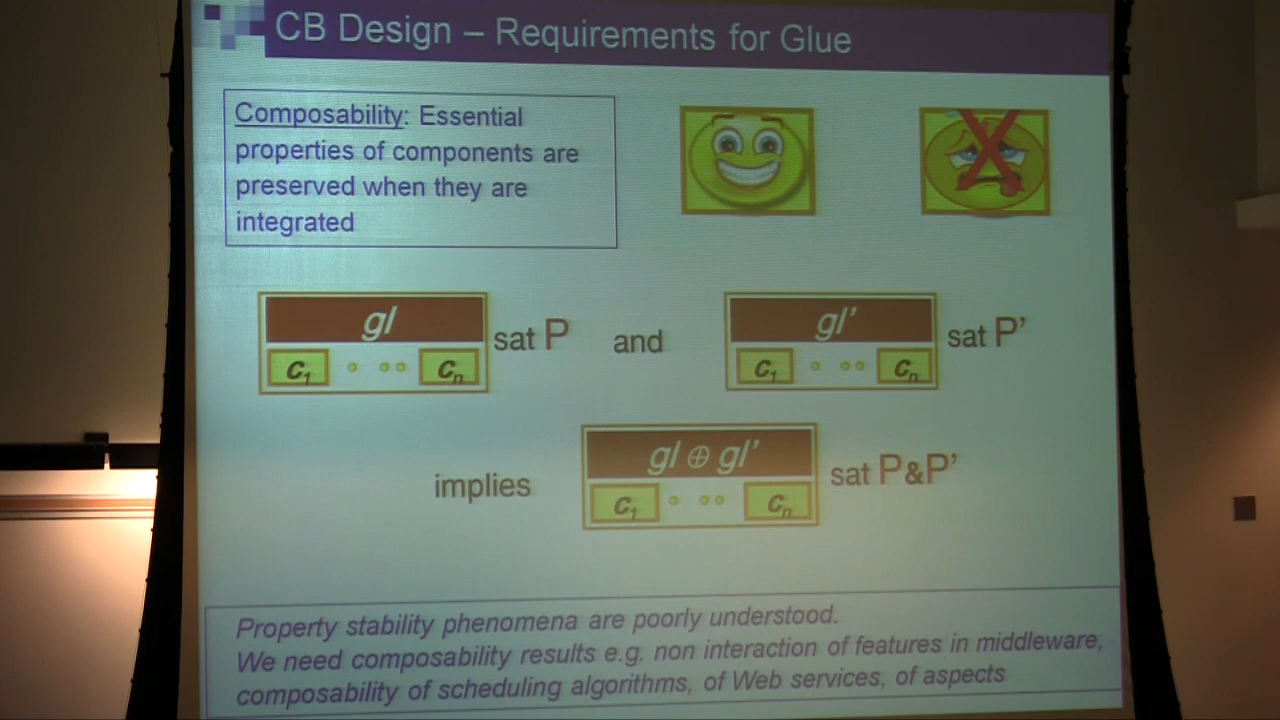 CB Design – Requirements for Glue
Composability: Essential
properties of components are
preserved when they are
integrated
gl
C1 Cn
sat P
and
gl'
C1 Cn
sat P'
implies
gl ⊕ gl'
C1 Cn
sat P&P'
Property stability phenomena are poorly understood.
We need composability results e.g. non interaction of features in middleware,
composability of scheduling algorithms, of Web services, of aspects